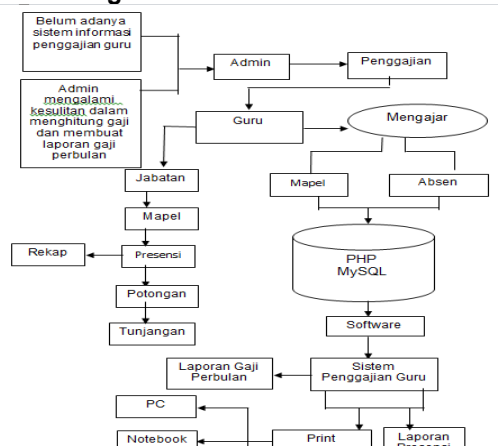 Belum adanya
sistem informasi
penggajian guru
Admin
Penggajian
Admin
mengalami
kesulitan dalam
menghitung gaji
dan membuat
laporan gaji
perbulan
Guru
Mengajar
Jabatan
Mapel
Absen
Mapel
Rekap
Presensi
PHP
MySQL
Potongan
Tunjangan
Software
Laporan Gaji
Perbulan
Sistem
Penggajian Guru
PC
Notebook
Print
Laporan